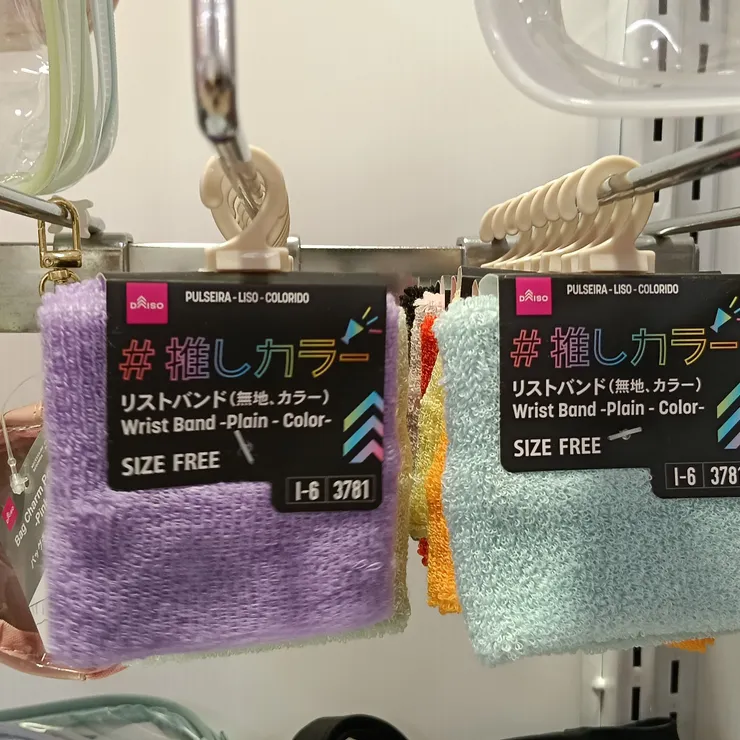 DAISO
PULSEIRA - LISO - COLORIDO
#推しカラー
リストバンド(無地、カラー)
Wrist Band -Plain - Color-
SIZE FREE
I-6 3781
DAISO
PULSEIRA - LISO - COLORIDO
#推しカラー
リストバンド(無地、カラー)
Wrist Band -Plain - Color-
SIZE FREE
I-6 3781
Bag Charm